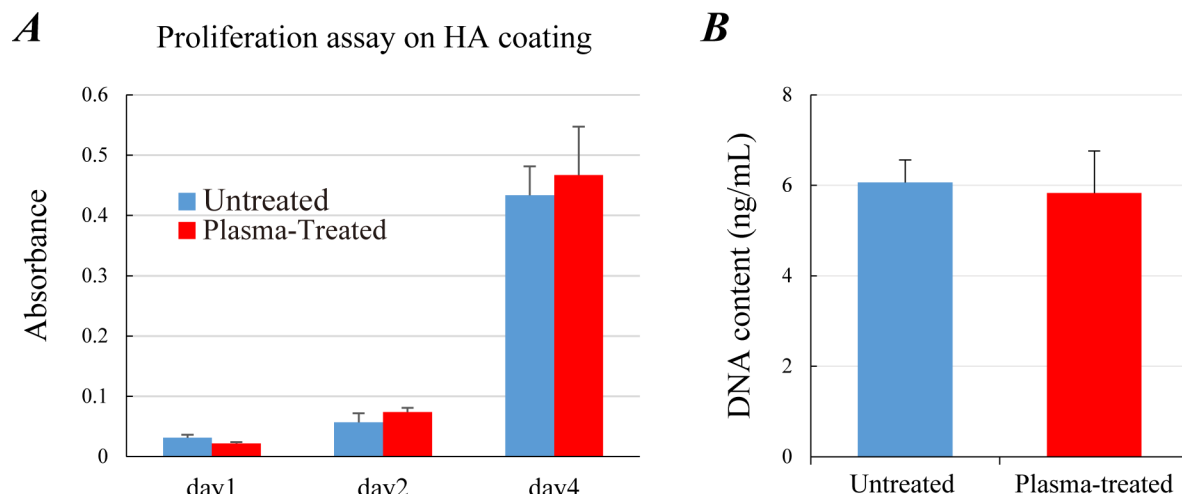 A
Proliferation assay on HA coating
Absorbance
0.6
0.5
0.4
0.3
0.2
0.1
0
Untreated
Plasma-Treated
day1
day2
day4
B
DNA content (ng/mL)
8
6
4
2
0
Untreated
Plasma-treated